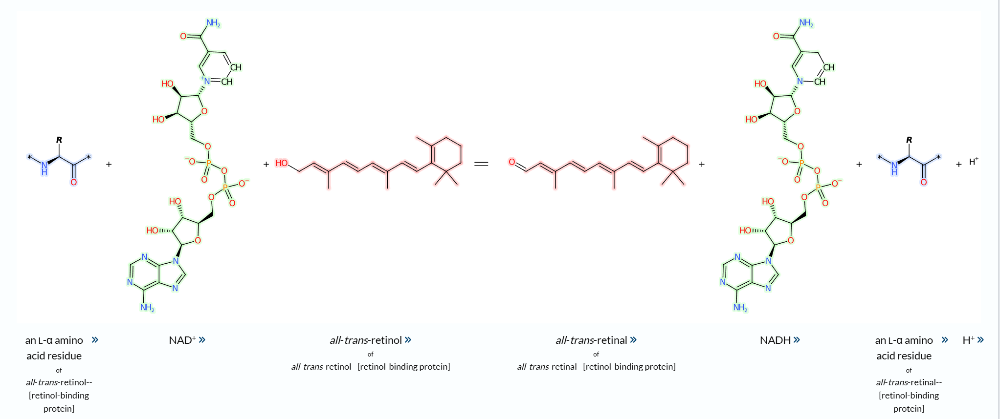 NH2
O
CH
+N
CH
HO
HO
O
O
-O
P
O
O
P
O-
O
O
HO
HO
O
N
N
N
N
NH2
*
R
*
N
H
O
+
+
HO
O
+
NH2
O
CH
N
CH
HO
HO
O
O
-O
P
O
O
P
O-
O
O
HO
HO
O
N
N
N
N
NH2
+
*
R
*
N
H
O
+
H+
an L-α amino »
acid residue
of
all-trans-retinol--
[retinol-binding
protein]
NAD+ »
all-trans-retinol »
of
all-trans-retinol--[retinol-binding protein]
all-trans-retinal »
of
all-trans-retinal--[retinol-binding protein]
NADH »
an L-α amino »
acid residue
of
all-trans-retinal--
[retinol-binding
protein]
H+ »